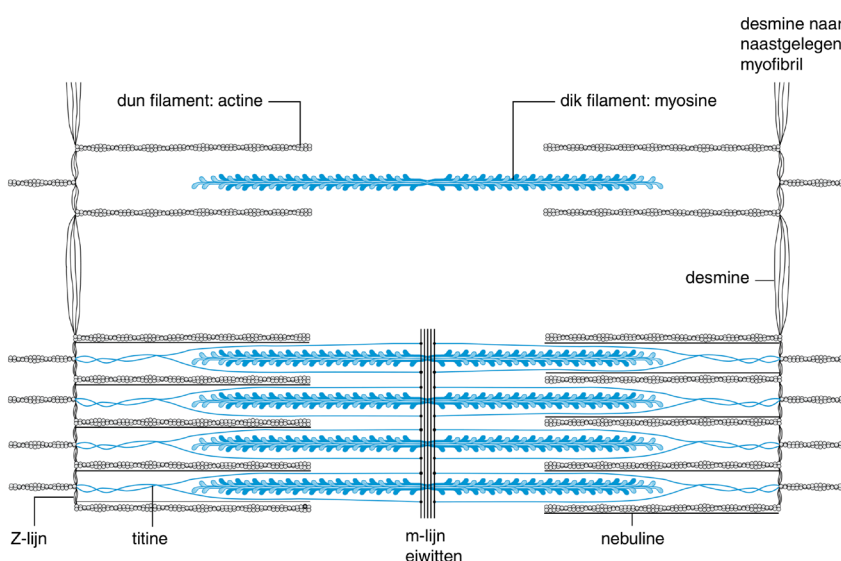 desmine naar
naastgelegen
myofibril
dun filament: actine
dik filament: myosine
desmine
Z-lijn
titine
m-lijn
eiwitten
nebuline